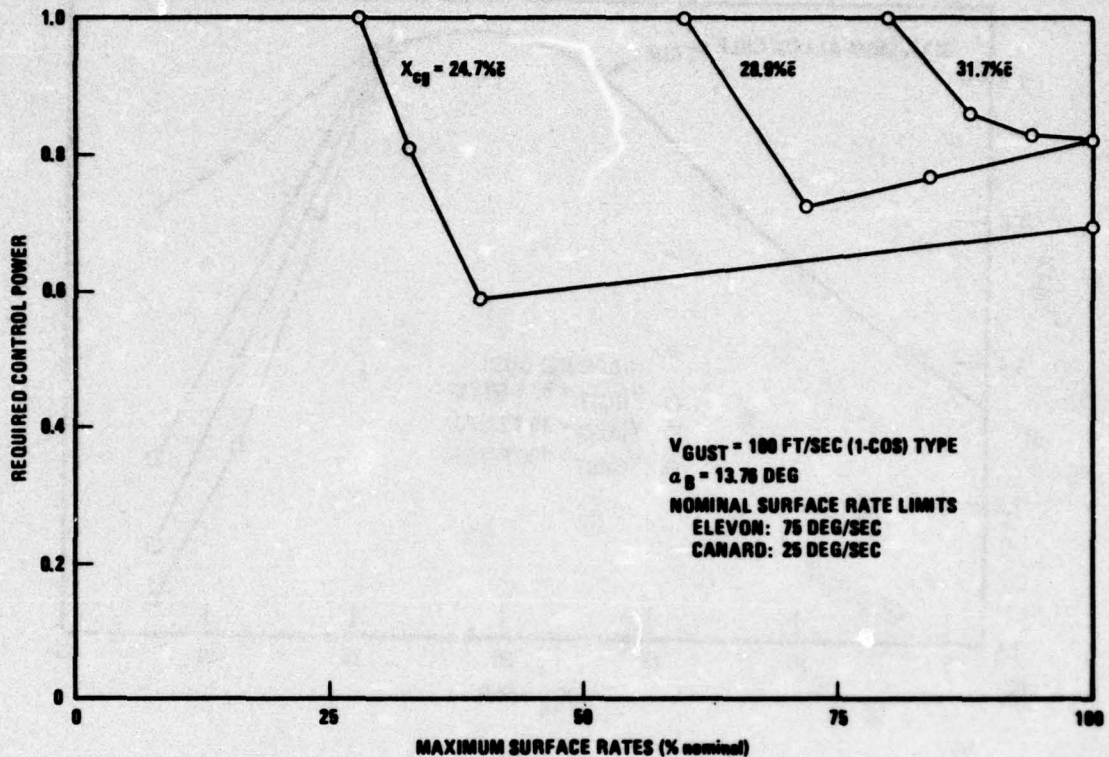 1.0
0.8
0.6
0.4
0.2
0
REQUIRED CONTROL POWER
X_cg = 24.7%c̄
28.9%c̄
31.7%c̄
V_GUST = 100 FT/SEC (1-COS) TYPE
α_B = 13.76 DEG
NOMINAL SURFACE RATE LIMITS
ELEVON: 75 DEG/SEC
CANARD: 25 DEG/SEC
0 25 50 75 100
MAXIMUM SURFACE RATES (% nominal)